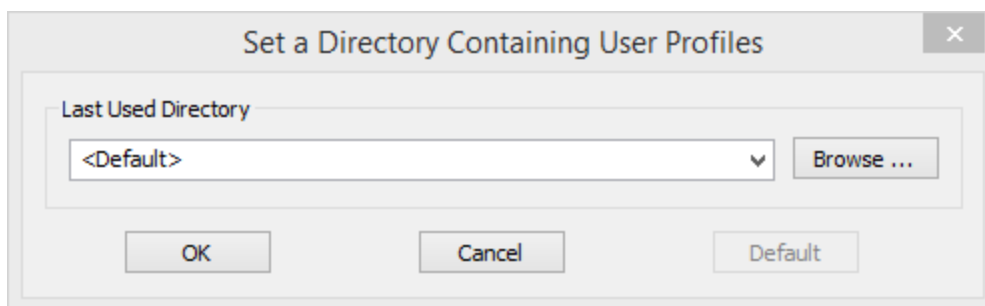 Set a Directory Containing User Profiles
Last Used Directory
<Default>
Browse ...
OK
Cancel
Default